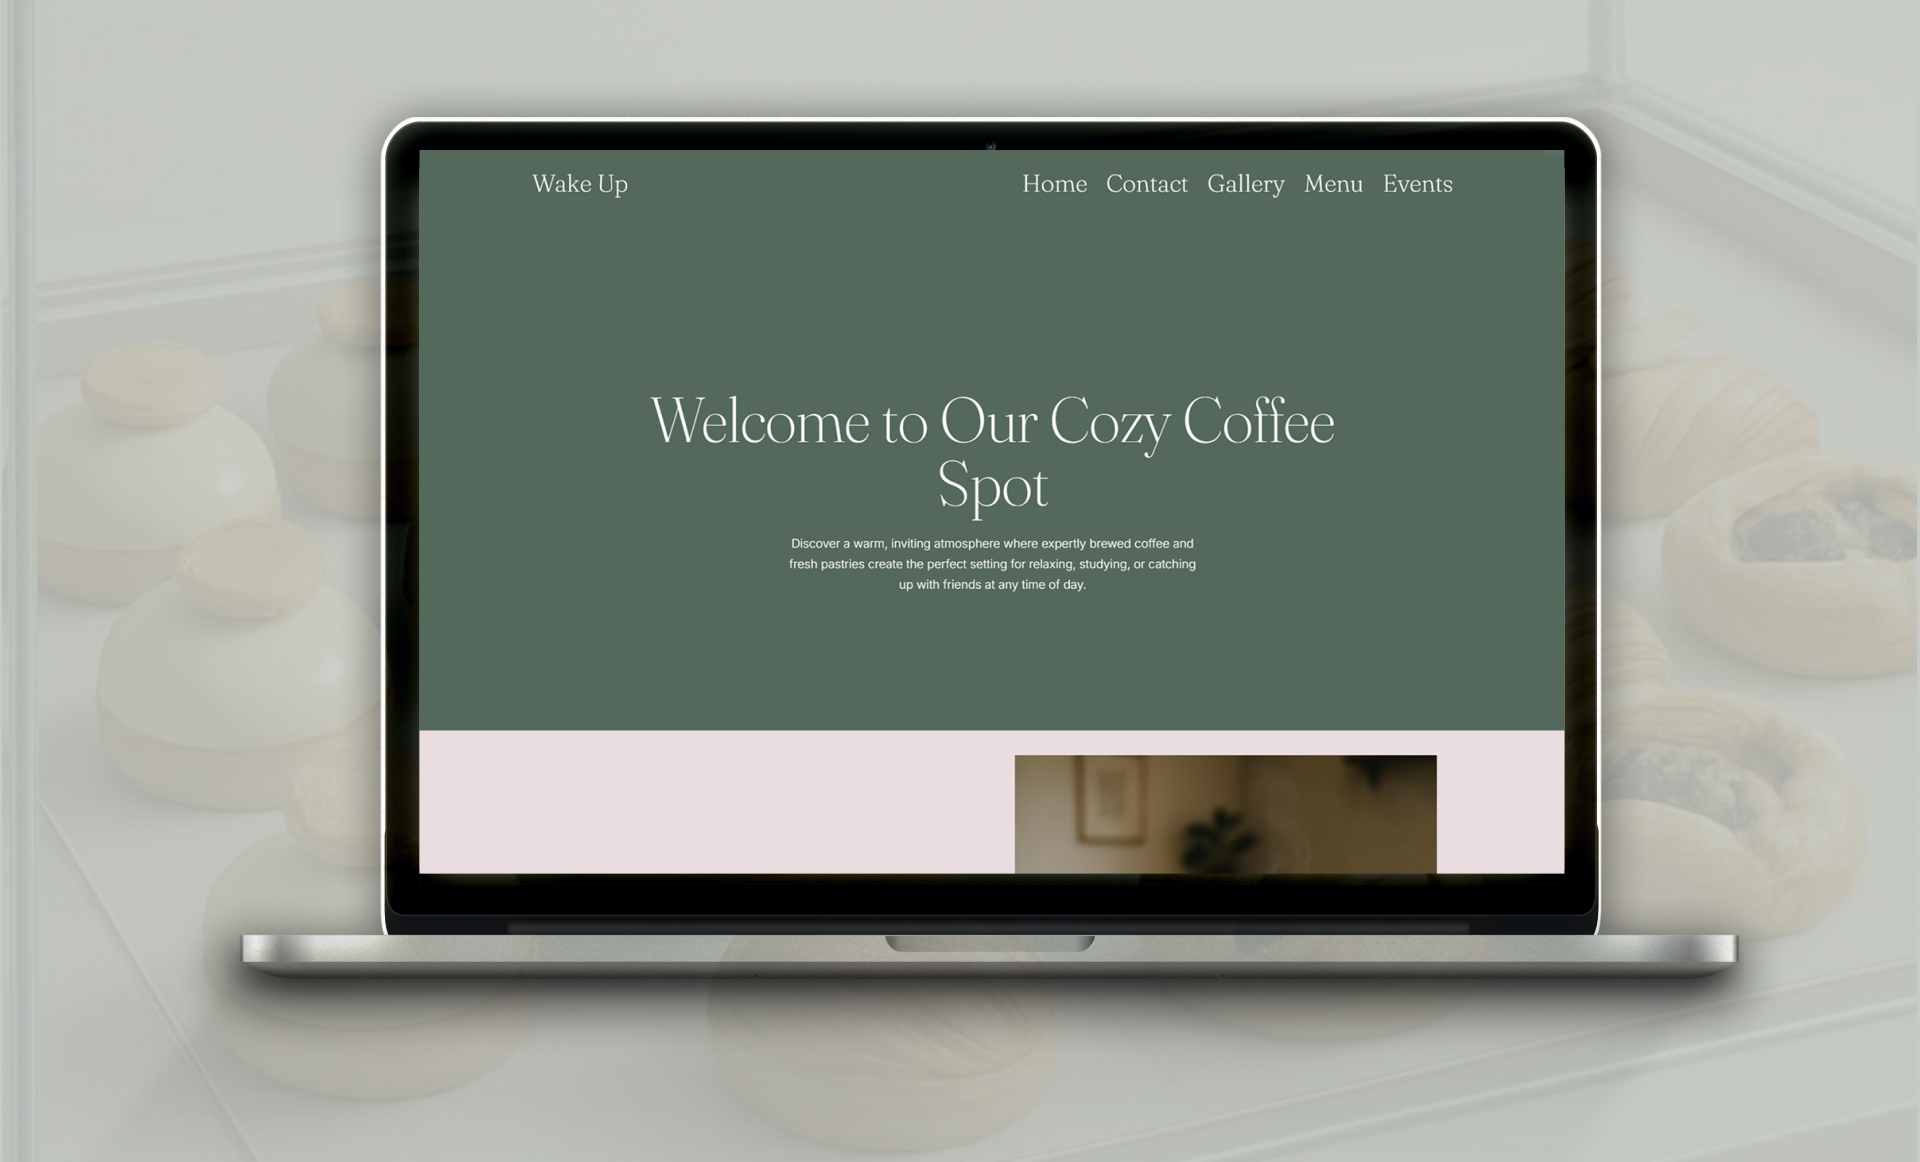 Wake Up
Home Contact Gallery Menu Events
Welcome to Our Cozy Coffee
Spot
Discover a warm, inviting atmosphere where expertly brewed coffee and
fresh pastries create the perfect setting for relaxing, studying, or catching
up with friends at any time of day.